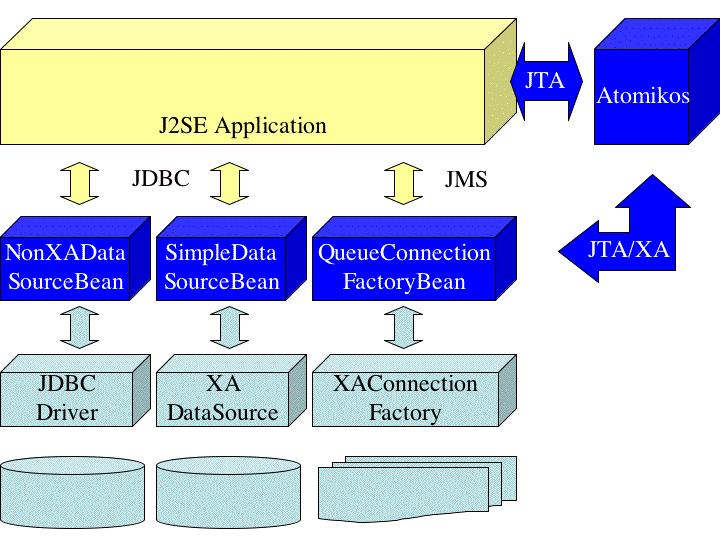 J2SE Application
JTA
Atomikos
JDBC
JMS
NonXAData
SourceBean
SimpleData
SourceBean
QueueConnection
FactoryBean
JTA/XA
JDBC
Driver
XA
DataSource
XAConnection
Factory